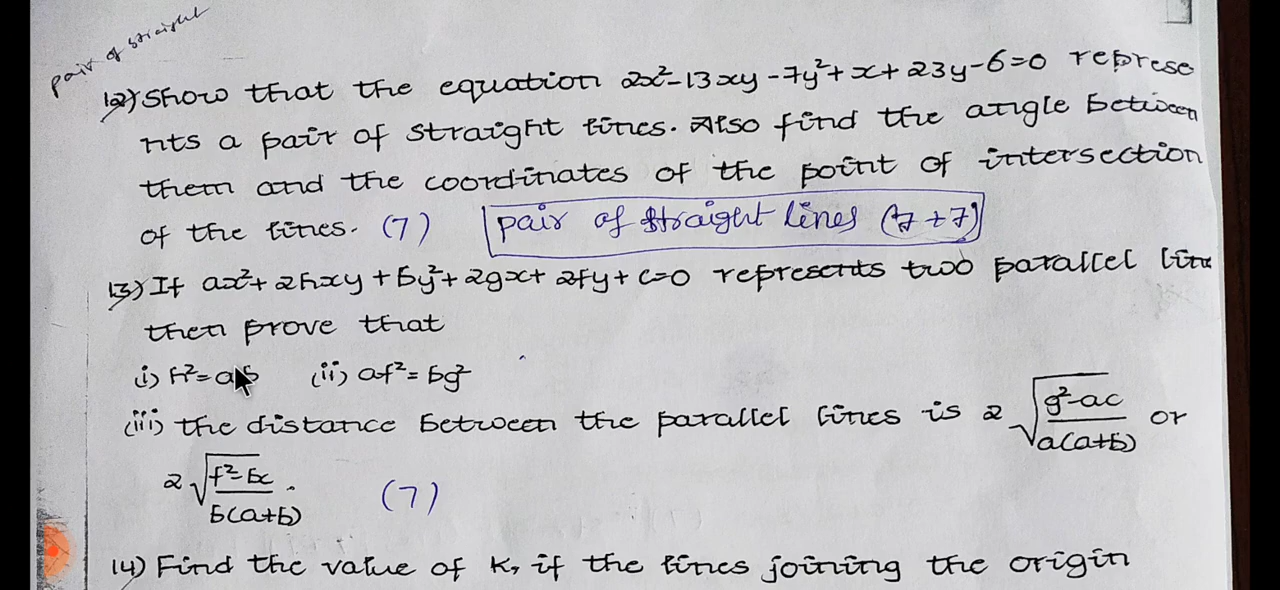 pair of straight
12) Show that the equation 2x²-13xy-7y²+x+23y-6=0 represe
nts a pair of straight lines. Also find the angle between
them and the coordinates of the point of intersection
of the lines. (7) pair of straight lines (7+7)
13) If ax²+2hxy+by²+2gx+2fy+c=0 represents two parallel line
then prove that
i) h²=ab (ii) af²=bg²
(iii) the distance between the parallel lines is 2 √(g²-ac / a(a+b)) or
2 √(f²-bc / b(a+b)). (7)
14) Find the value of K, if the lines joining the origin